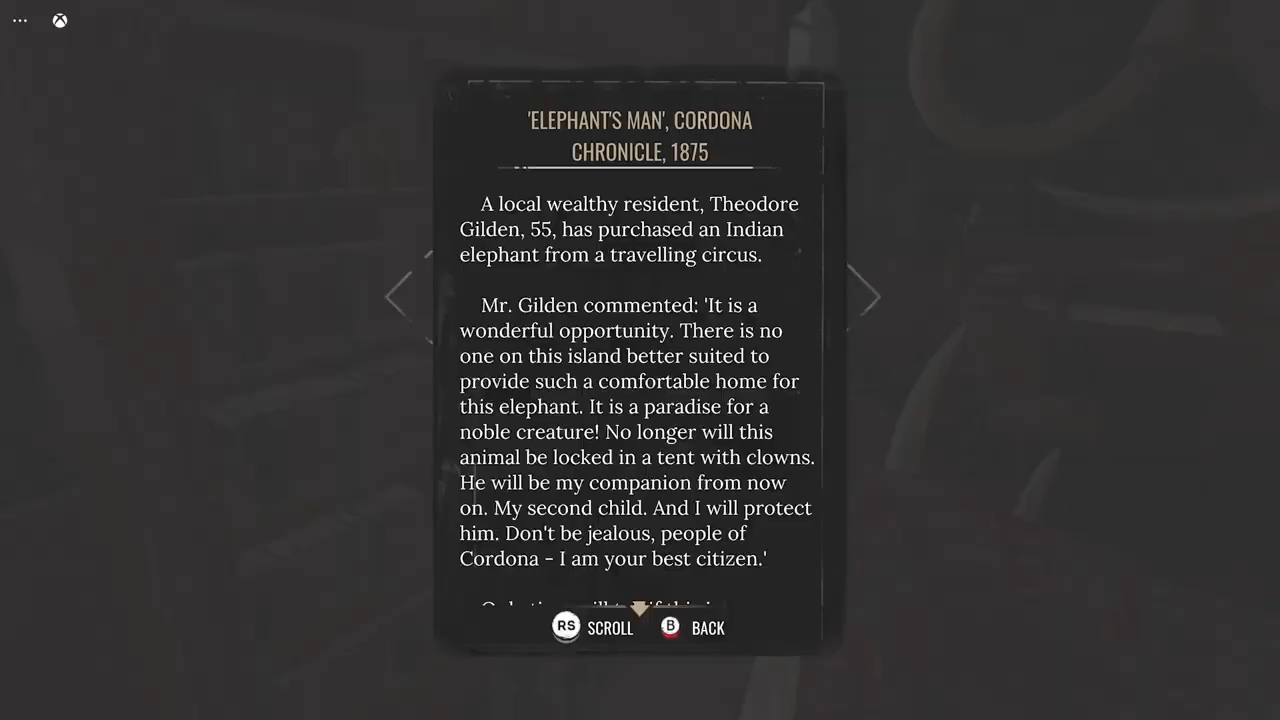 'ELEPHANT'S MAN', CORDONA
CHRONICLE, 1875
A local wealthy resident, Theodore
Gilden, 55, has purchased an Indian
elephant from a travelling circus.
Mr. Gilden commented: 'It is a
wonderful opportunity. There is no
one on this island better suited to
provide such a comfortable home for
this elephant. It is a paradise for a
noble creature! No longer will this
animal be locked in a tent with clowns.
He will be my companion from now
on. My second child. And I will protect
him. Don't be jealous, people of
Cordona - I am your best citizen.'
RS SCROLL B BACK